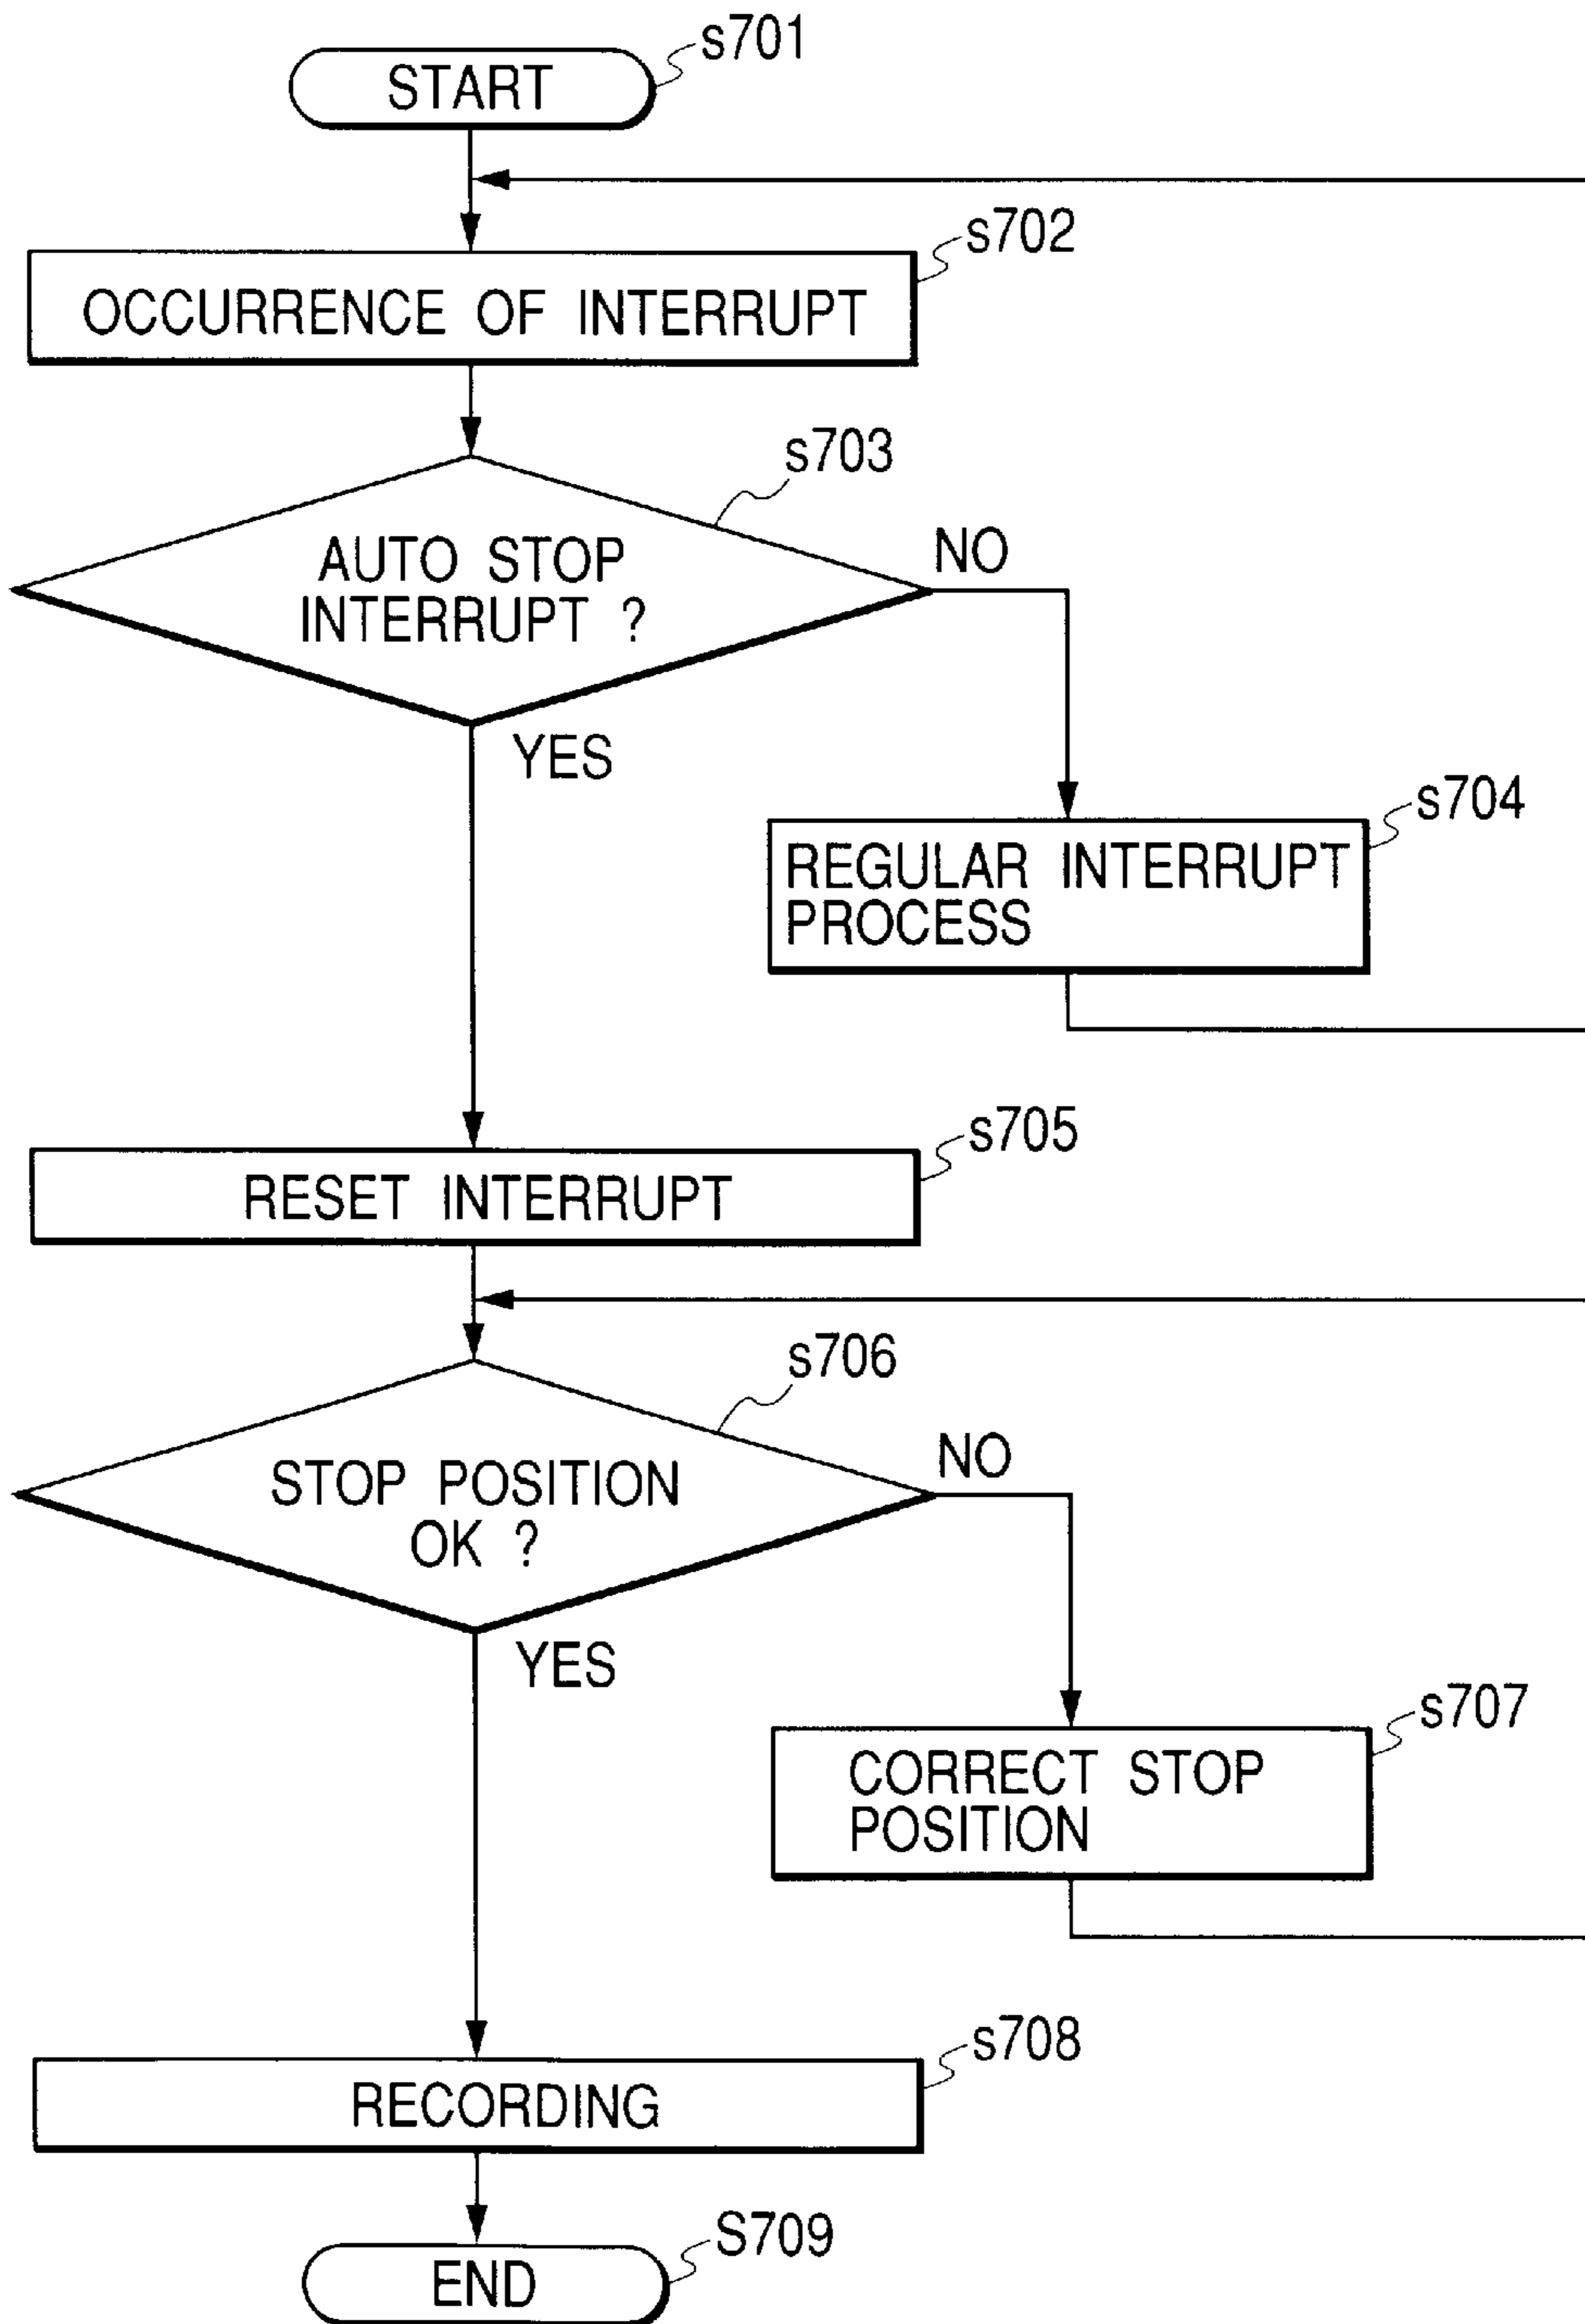 s701
START
s702
OCCURRENCE OF INTERRUPT
s703
AUTO STOP
INTERRUPT ?
NO
YES
s704
REGULAR INTERRUPT
PROCESS
s705
RESET INTERRUPT
s706
STOP POSITION
OK ?
NO
YES
s707
CORRECT STOP
POSITION
s708
RECORDING
S709
END